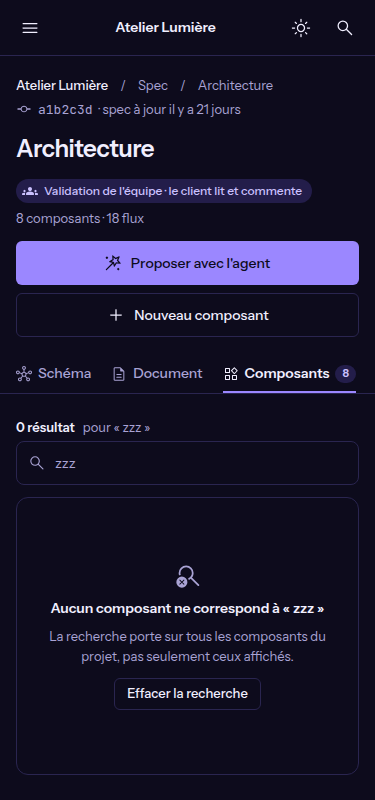 Atelier Lumière
Atelier Lumière / Spec / Architecture
a1b2c3d · spec à jour il y a 21 jours
Architecture
Validation de l'équipe · le client lit et commente
8 composants · 18 flux
Proposer avec l'agent
Nouveau composant
Schéma Document Composants 8
0 résultat pour « zzz »
zzz
Aucun composant ne correspond à « zzz »
La recherche porte sur tous les composants du
projet, pas seulement ceux affichés.
Effacer la recherche